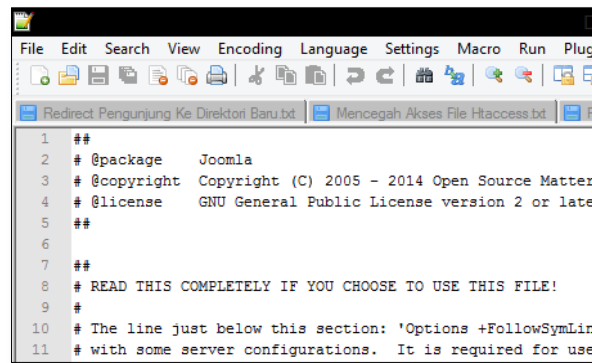 File Edit Search View Encoding Language Settings Macro Run Plug
Redirect Pengunjung Ke Direktori Baru.txt Mencegah Akses File Htaccess.txt
1 ##
2 # @package Joomla
3 # @copyright Copyright (C) 2005 - 2014 Open Source Matter
4 # @license GNU General Public License version 2 or late
5 ##
6
7 ##
8 # READ THIS COMPLETELY IF YOU CHOOSE TO USE THIS FILE!
9 #
10 # The line just below this section: 'Options +FollowSymLin
11 # with some server configurations. It is required for use